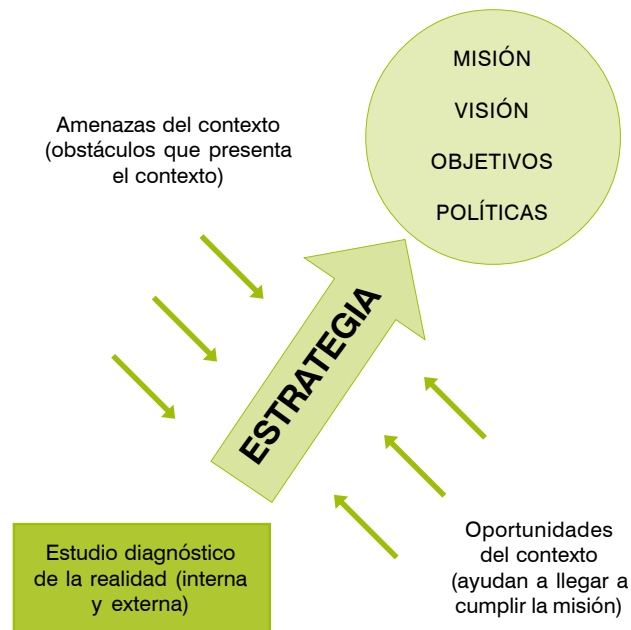 MISIÓN
VISIÓN
OBJETIVOS
POLÍTICAS
Amenazas del contexto
(obstáculos que presenta
el contexto)
ESTRATEGIA
Estudio diagnóstico
de la realidad (interna
y externa)
Oportunidades
del contexto
(ayudan a llegar a
cumplir la misión)